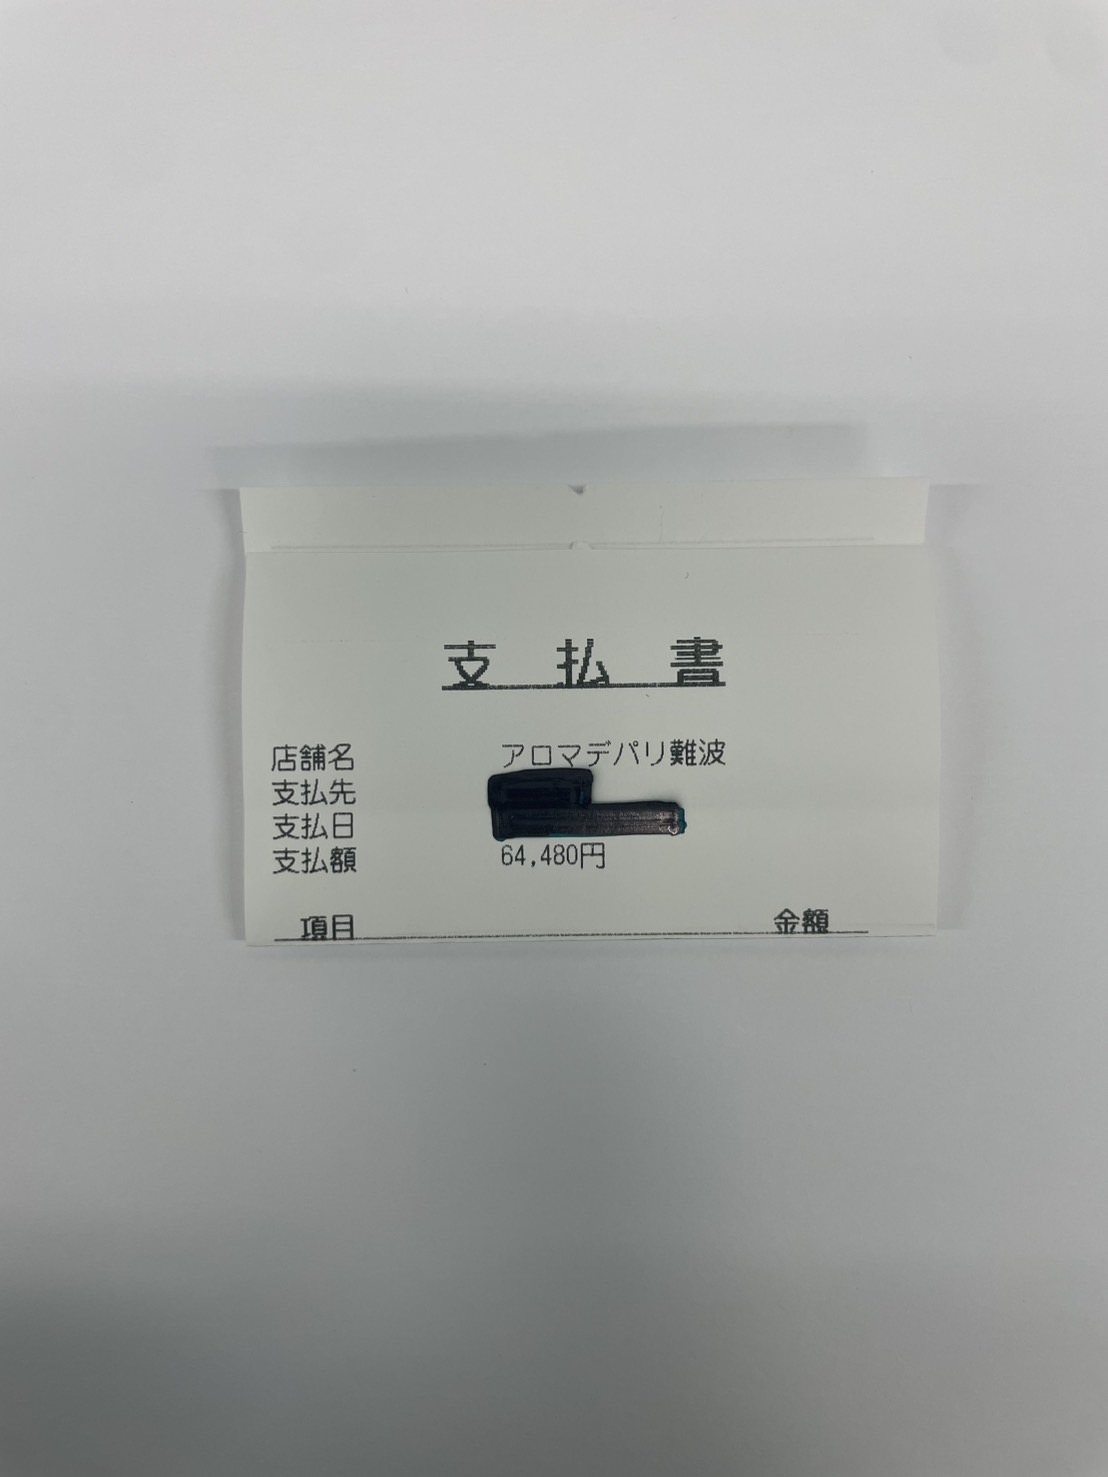 支払書
店舗名 アロマデパリ難波
支払先
支払日
支払額 64,480円
項目 金額